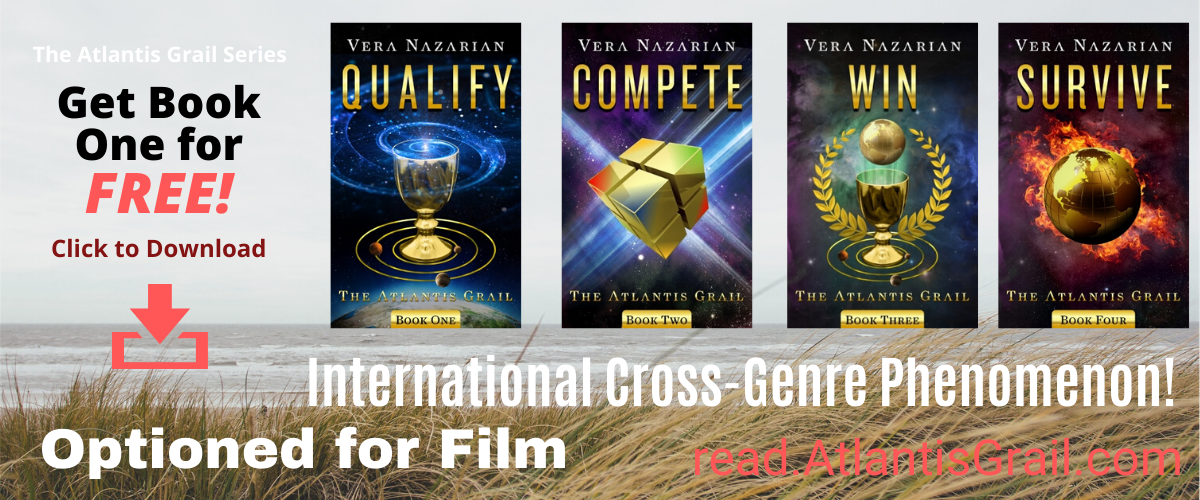 The Atlantis Grail Series
Get Book
One for
FREE!
Click to Download
VERA NAZARIAN
QUALIFY
THE ATLANTIS GRAIL
BOOK ONE
VERA NAZARIAN
COMPETE
THE ATLANTIS GRAIL
BOOK TWO
VERA NAZARIAN
WIN
THE ATLANTIS GRAIL
BOOK THREE
VERA NAZARIAN
SURVIVE
THE ATLANTIS GRAIL
BOOK FOUR
International Cross-Genre Phenomenon!
Optioned for Film
read.AtlantisGrail.com